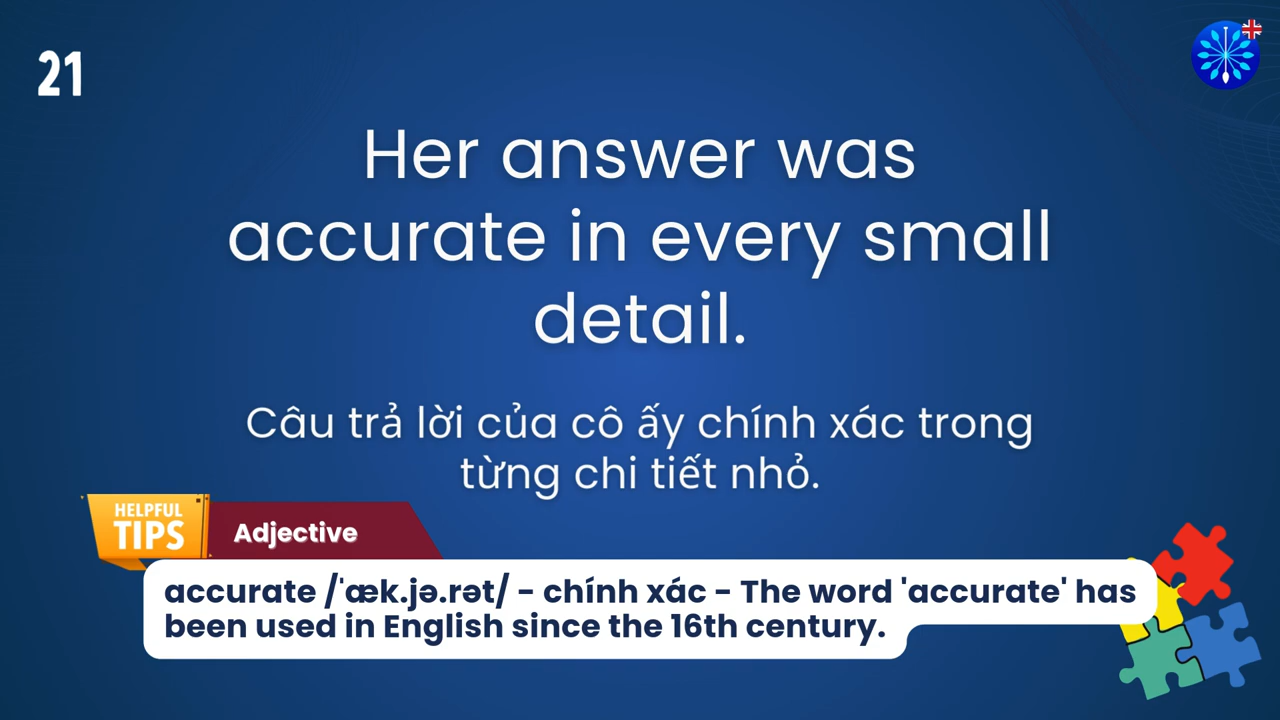 21
Her answer was
accurate in every small
detail.
Câu trả lời của cô ấy chính xác trong
từng chi tiết nhỏ.
HELPFUL
TIPS
Adjective
accurate /ˈæk.jə.rət/ - chính xác - The word 'accurate' has
been used in English since the 16th century.